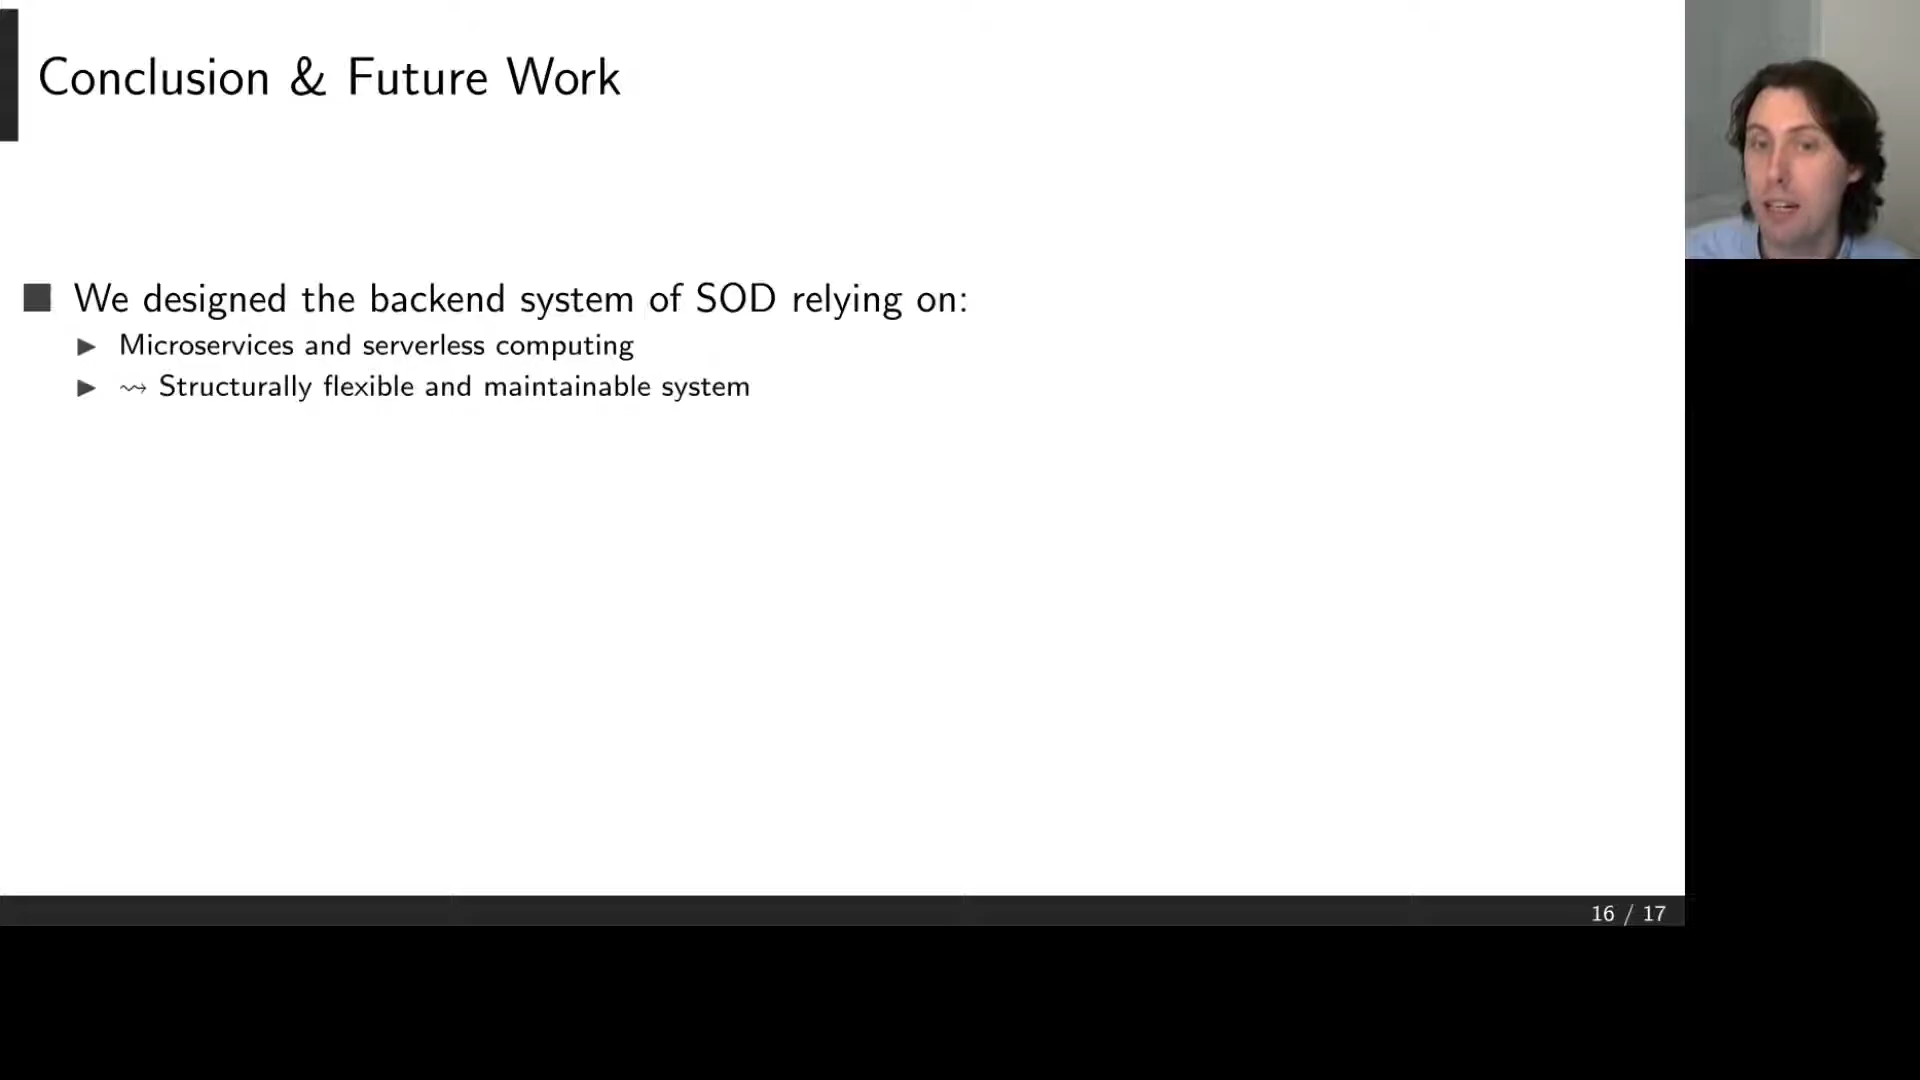 Conclusion & Future Work
■ We designed the backend system of SOD relying on:
▶ Microservices and serverless computing
▶ ⇝ Structurally flexible and maintainable system
16 / 17